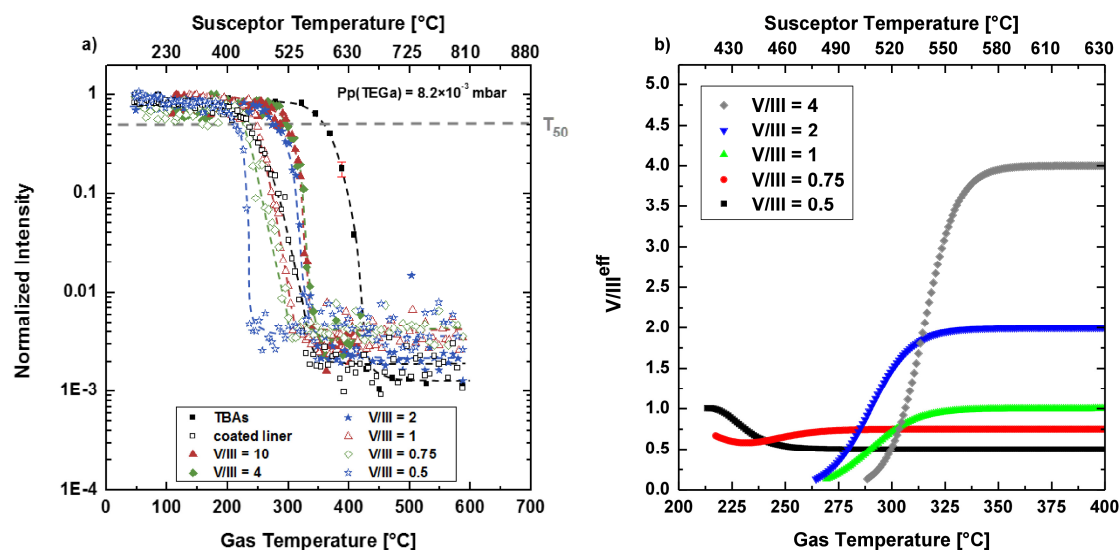 Susceptor Temperature [°C]
230 430 525 630 725 810 880
a)
Pp(TEGa) = 8.2×10⁻³ mbar
T₅₀
Normalized Intensity
1
0.1
0.01
1E-3
1E-4
TBAs
coated liner
V/III = 10
V/III = 4
V/III = 2
V/III = 1
V/III = 0.75
V/III = 0.5
0 100 200 300 400 500 600 700
Gas Temperature [°C]
b)
Susceptor Temperature [°C]
430 460 490 520 550 580 610 630
V/III^eff
5.0
4.5
4.0
3.5
3.0
2.5
2.0
1.5
1.0
0.5
0.0
V/III = 4
V/III = 2
V/III = 1
V/III = 0.75
V/III = 0.5
200 225 250 275 300 325 350 375 400
Gas Temperature [°C]